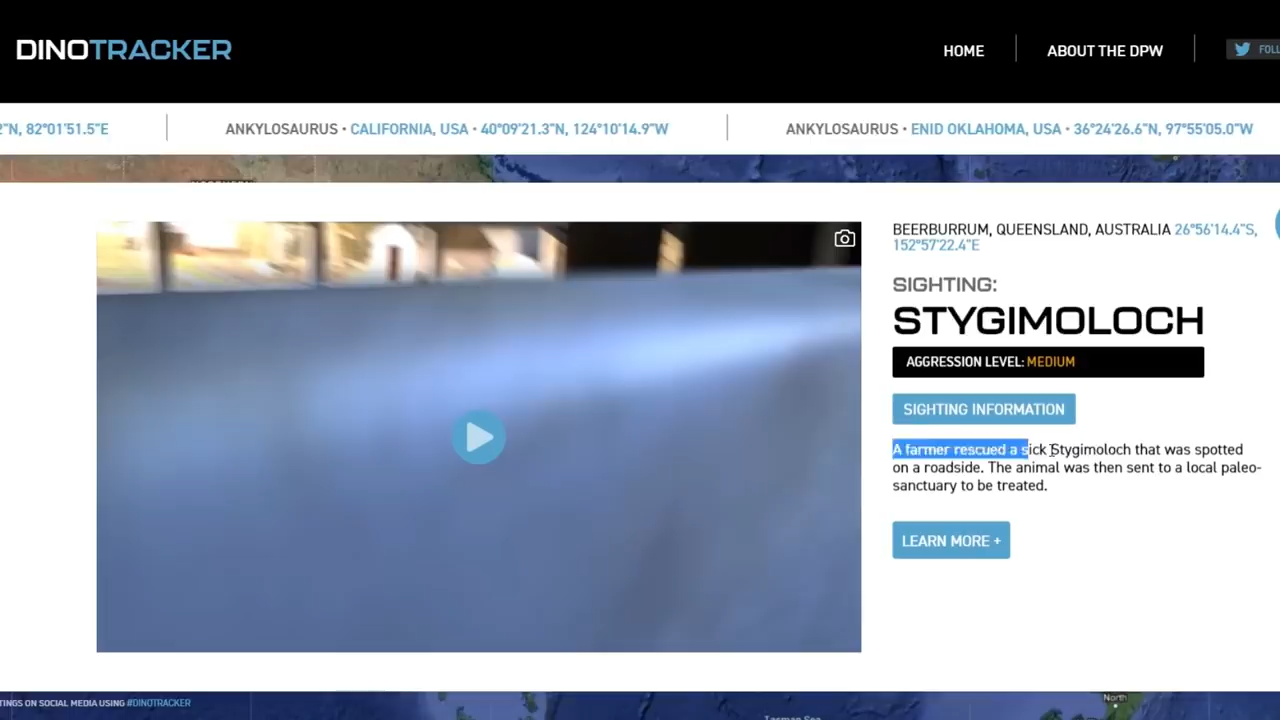 DINOTRACKER
HOME
ABOUT THE DPW
FOLL
"N, 82°01'51.5"E
ANKYLOSAURUS • CALIFORNIA, USA • 40°09'21.3"N, 124°10'14.9"W
ANKYLOSAURUS • ENID OKLAHOMA, USA • 36°24'26.6"N, 97°55'05.0"W
BEERBURRUM, QUEENSLAND, AUSTRALIA 26°56'14.4"S,
152°57'22.4"E
SIGHTING:
STYGIMOLOCH
AGGRESSION LEVEL: MEDIUM
SIGHTING INFORMATION
A farmer rescued a sick Stygimoloch that was spotted
on a roadside. The animal was then sent to a local paleo-
sanctuary to be treated.
LEARN MORE +
North
TINGS ON SOCIAL MEDIA USING #DINOTRACKER